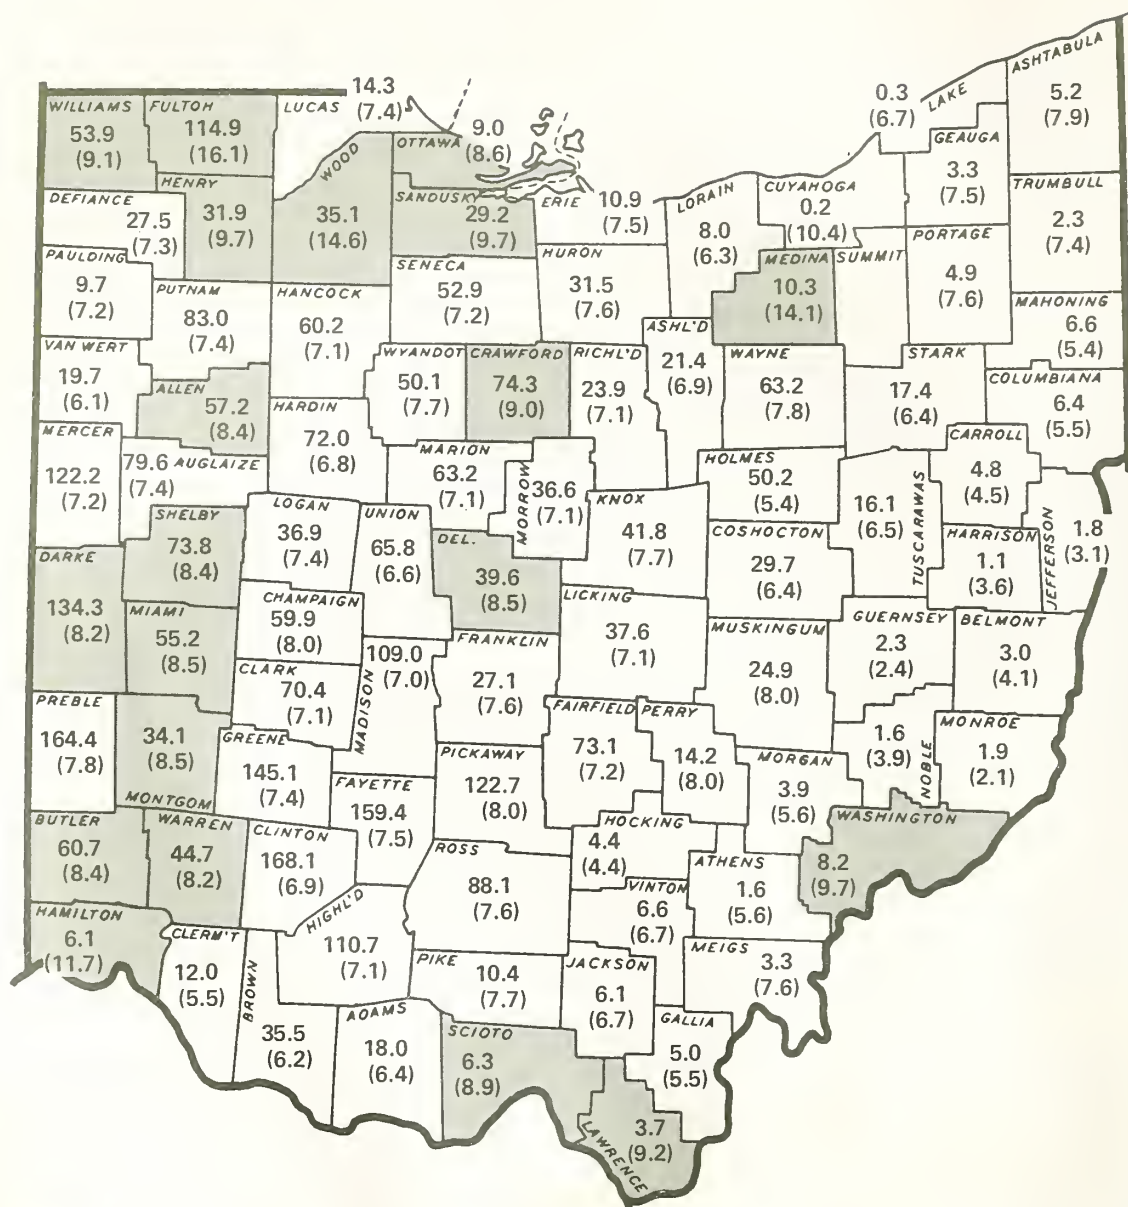 ASHTABULA
5.2
(7.9)
LAKE
0.3
(6.7)
GEAUGA
3.3
(7.5)
WILLIAMS
53.9
(9.1)
FULTOH
114.9
(16.1)
LUCAS
14.3
(7.4)
WOOD
35.1
(14.6)
OTTAWA
9.0
(8.6)
SANDUSKY
29.2
(9.7)
ERIE
10.9
(7.5)
LORAIN
8.0
(6.3)
CUYAHOGA
0.2
(10.4)
TRUMBULL
2.3
(7.4)
DEFIANCE
27.5
(7.3)
HENRY
31.9
(9.7)
SENECA
52.9
(7.2)
HURON
31.5
(7.6)
MEDINA
10.3
(14.1)
SUMMIT
PORTAGE
4.9
(7.6)
MAHONING
6.6
(5.4)
PAULDING
9.7
(7.2)
PUTNAM
83.0
(7.4)
HANCOCK
60.2
(7.1)
WYANDOT
50.1
(7.7)
CRAWFORD
74.3
(9.0)
RICHL'D
23.9
(7.1)
ASHL'D
21.4
(6.9)
WAYNE
63.2
(7.8)
STARK
17.4
(6.4)
COLUMBIANA
6.4
(5.5)
VAN WERT
19.7
(6.1)
ALLEN
57.2
(8.4)
HARDIN
72.0
(6.8)
MARION
63.2
(7.1)
MORROW
36.6
(7.1)
KNOX
41.8
(7.7)
HOLMES
50.2
(5.4)
TUSCARAWAS
16.1
(6.5)
CARROLL
4.8
(4.5)
JEFFERSON
1.8
(3.1)
MERCER
122.2
(7.2)
79.6 AUGLAIZE
(7.4)
SHELBY
73.8
(8.4)
LOGAN
36.9
(7.4)
UNION
65.8
(6.6)
DEL.
39.6
(8.5)
COSHOCTON
29.7
(6.4)
HARRISON
1.1
(3.6)
DARKE
134.3
(8.2)
MIAMI
55.2
(8.5)
CHAMPAIGN
59.9
(8.0)
CLARK
70.4
(7.1)
MADISON
109.0
(7.0)
FRANKLIN
27.1
(7.6)
LICKING
37.6
(7.1)
MUSKINGUM
24.9
(8.0)
GUERNSEY
2.3
(2.4)
BELMONT
3.0
(4.1)
PREBLE
164.4
(7.8)
34.1
(8.5)
MONTGOM
GREENE
145.1
(7.4)
FAYETTE
159.4
(7.5)
PICKAWAY
122.7
(8.0)
FAIRFIELD
73.1
(7.2)
PERRY
14.2
(8.0)
MORGAN
3.9
(5.6)
NOBLE
1.6
(3.9)
MONROE
1.9
(2.1)
BUTLER
60.7
(8.4)
WARREN
44.7
(8.2)
CLINTON
168.1
(6.9)
ROSS
88.1
(7.6)
HOCKING
4.4
(4.4)
ATHENS
1.6
(5.6)
WASHINGTON
8.2
(9.7)
HAMILTON
6.1
(11.7)
CLERM'T
12.0
(5.5)
BROWN
35.5
(6.2)
HIGHL'D
110.7
(7.1)
PIKE
10.4
(7.7)
VINTON
6.6
(6.7)
JACKSON
6.1
(6.7)
MEIGS
3.3
(7.6)
AOAMS
18.0
(6.4)
SCIOTO
6.3
(8.9)
GALLIA
5.0
(5.5)
LAWRENCE
3.7
(9.2)